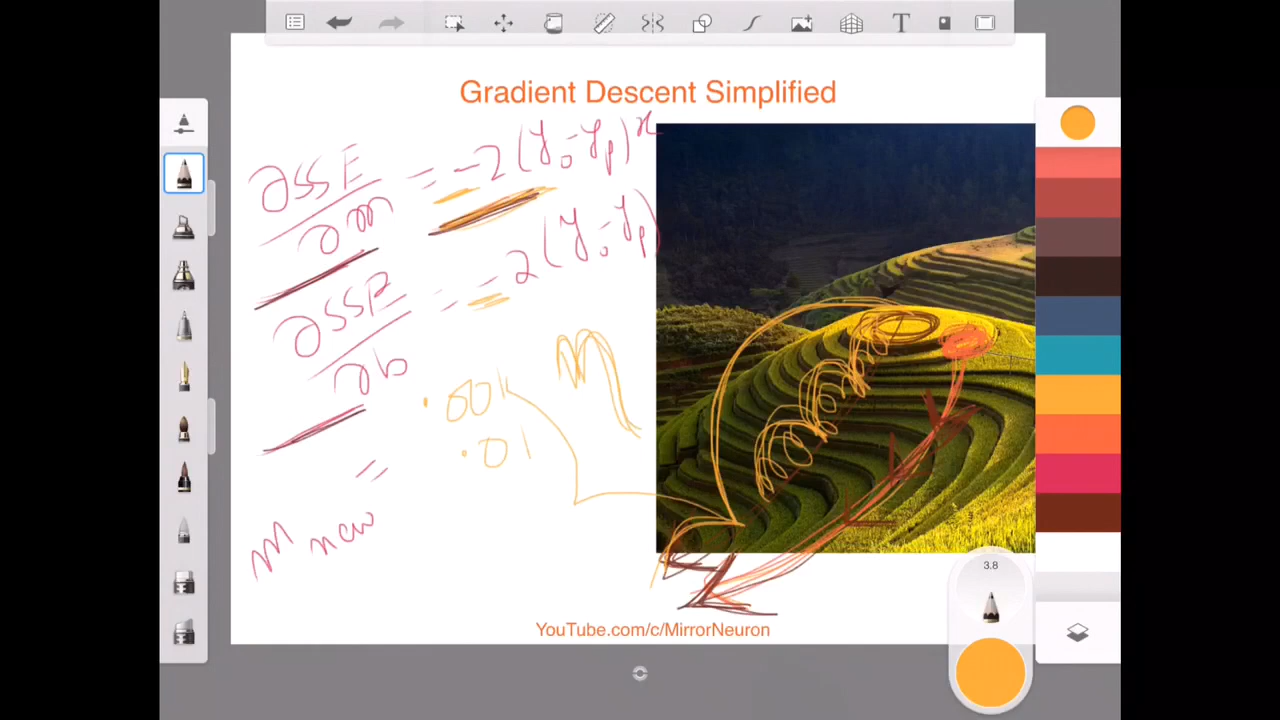 Gradient Descent Simplified
∂SSE/∂m = -2(y₀-yₚ)x
∂SSE/∂b = -2(y₀-yₚ)
.001
.01
=
m new
YouTube.com/c/MirrorNeuron
3.8
T